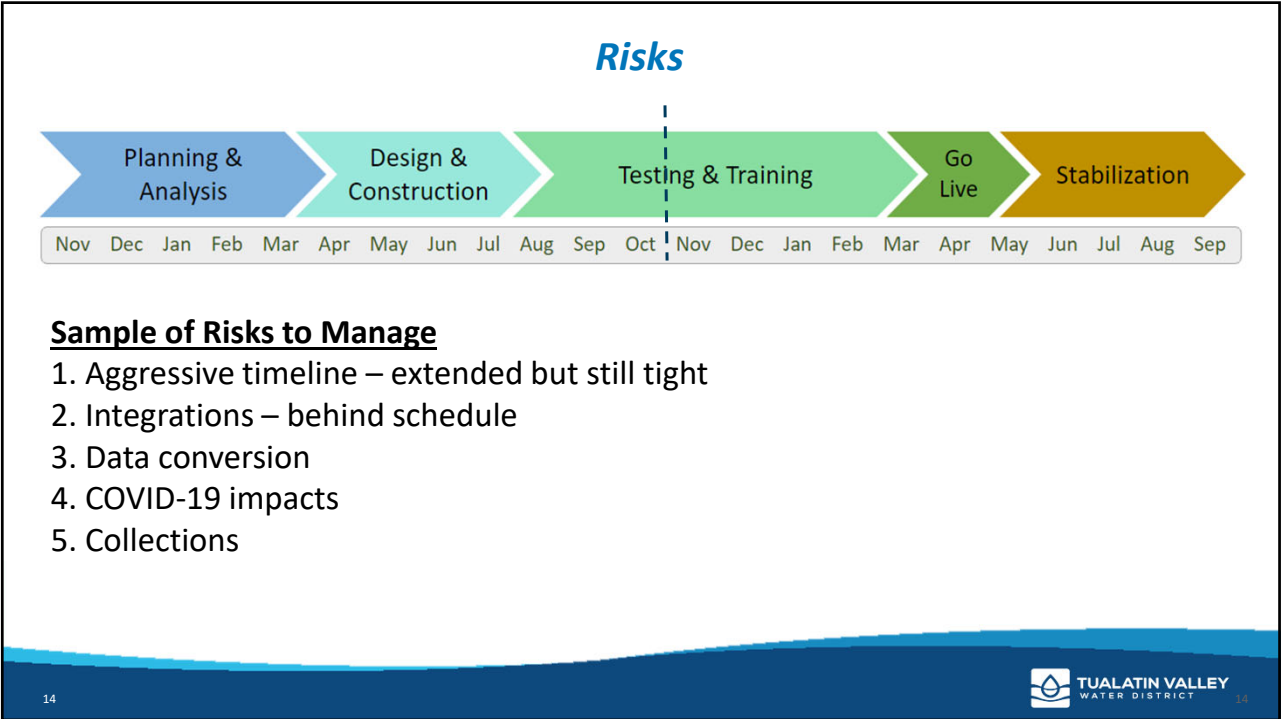 Risks
Planning &
Analysis
Design &
Construction
Testing & Training
Go
Live
Stabilization
Nov Dec Jan Feb Mar Apr May Jun Jul Aug Sep Oct Nov Dec Jan Feb Mar Apr May Jun Jul Aug Sep
Sample of Risks to Manage
1. Aggressive timeline – extended but still tight
2. Integrations – behind schedule
3. Data conversion
4. COVID-19 impacts
5. Collections
14
TUALATIN VALLEY
WATER DISTRICT
14